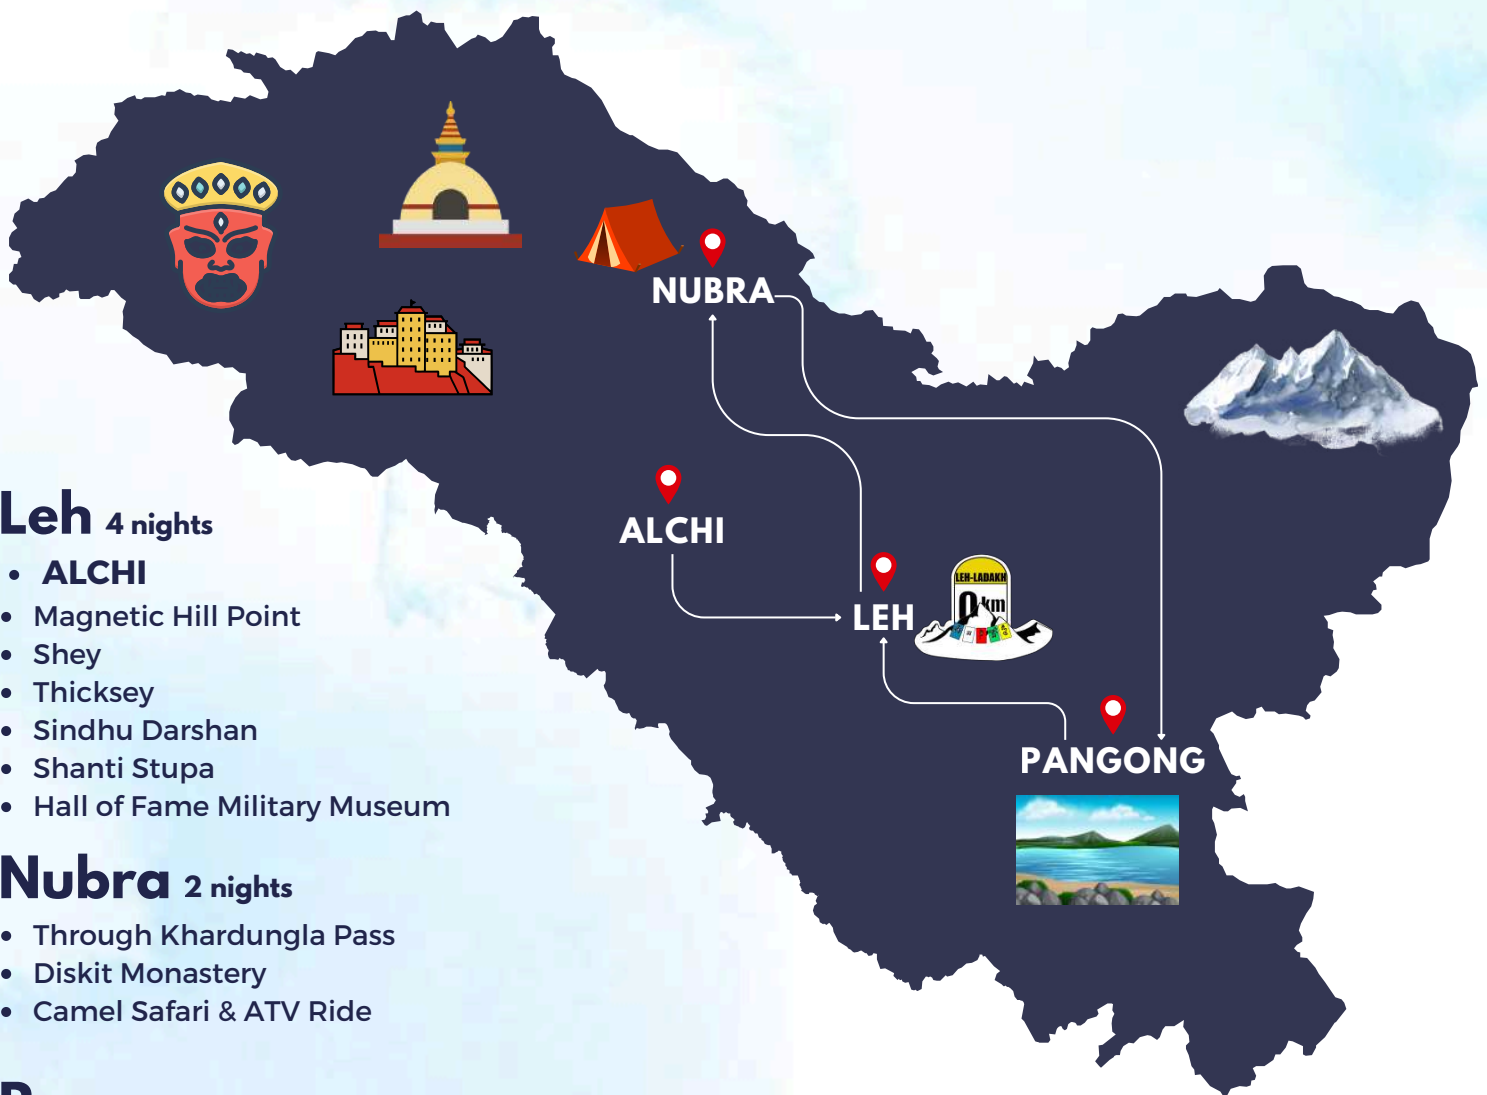 NUBRA
ALCHI
LEH
LEH-LADAKH
0 km
PANGONG
Leh 4 nights
• ALCHI
• Magnetic Hill Point
• Shey
• Thicksey
• Sindhu Darshan
• Shanti Stupa
• Hall of Fame Military Museum
Nubra 2 nights
• Through Khardungla Pass
• Diskit Monastery
• Camel Safari & ATV Ride